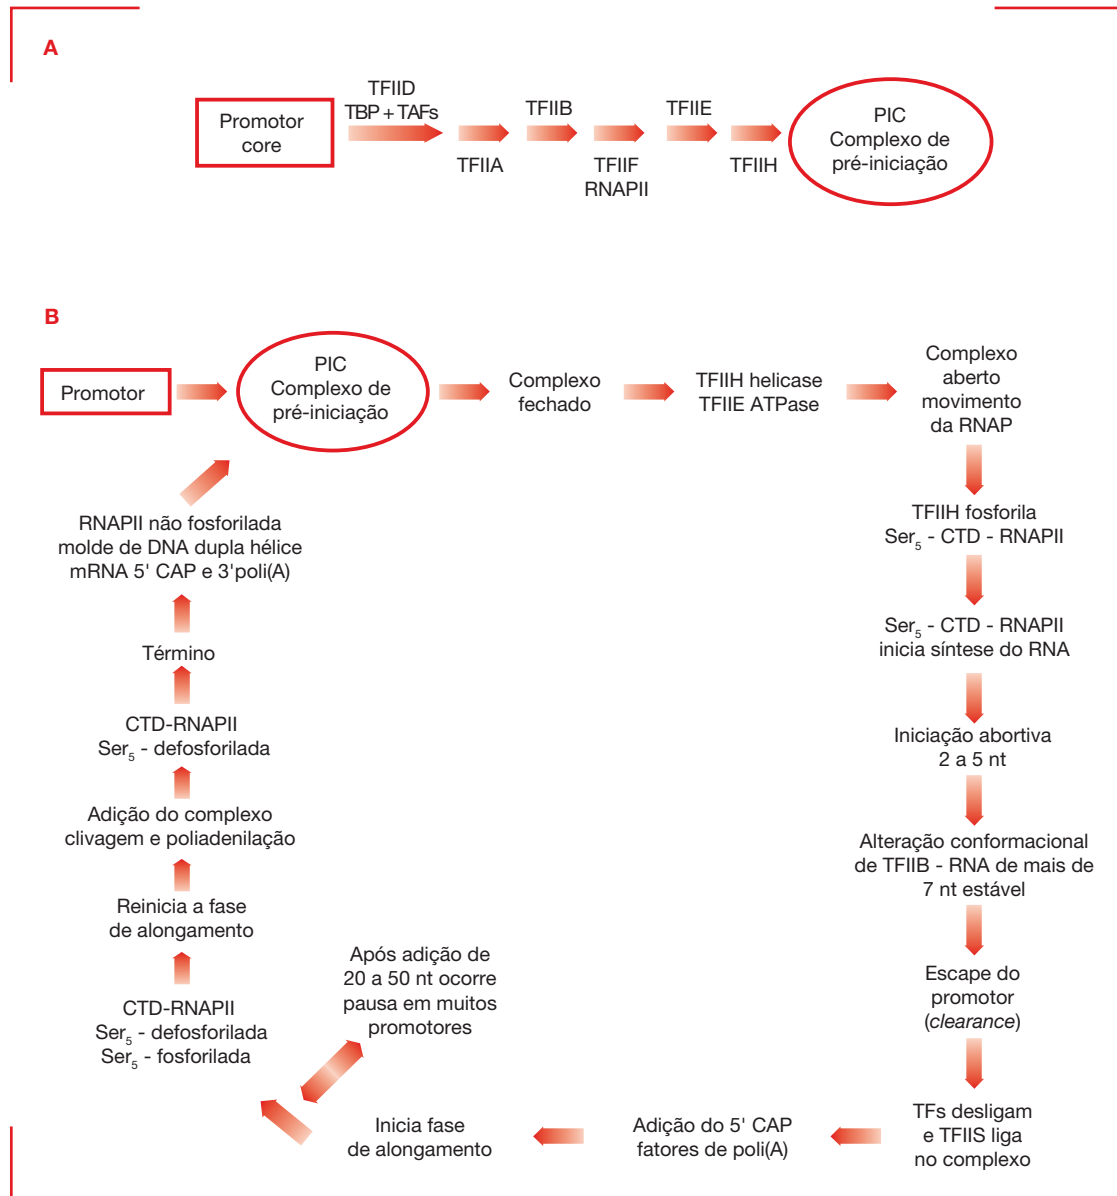 A
Promotor
core
TFIID
TBP + TAFs
TFIIA
TFIIB
TFIIF
RNAPII
TFIIE
TFIIH
PIC
Complexo de
pré-iniciação
B
Promotor
PIC
Complexo de
pré-iniciação
Complexo
fechado
TFIIH helicase
TFIIE ATPase
Complexo
aberto
movimento
da RNAP
TFIIH fosforila
Ser5 - CTD - RNAPII
Ser5 - CTD - RNAPII
inicia síntese do RNA
Iniciação abortiva
2 a 5 nt
Alteração conformacional
de TFIIB - RNA de mais de
7 nt estável
Escape do
promotor
(clearance)
TFs desligam
e TFIIS liga
no complexo
Adição do 5' CAP
fatores de poli(A)
Inicia fase
de alongamento
Após adição de
20 a 50 nt ocorre
pausa em muitos
promotores
CTD-RNAPII
Ser5 - defosforilada
Ser5 - fosforilada
Reinicia a fase
de alongamento
Adição do complexo
clivagem e poliadenilação
CTD-RNAPII
Ser5 - defosforilada
Término
RNAPII não fosforilada
molde de DNA dupla hélice
mRNA 5' CAP e 3'poli(A)